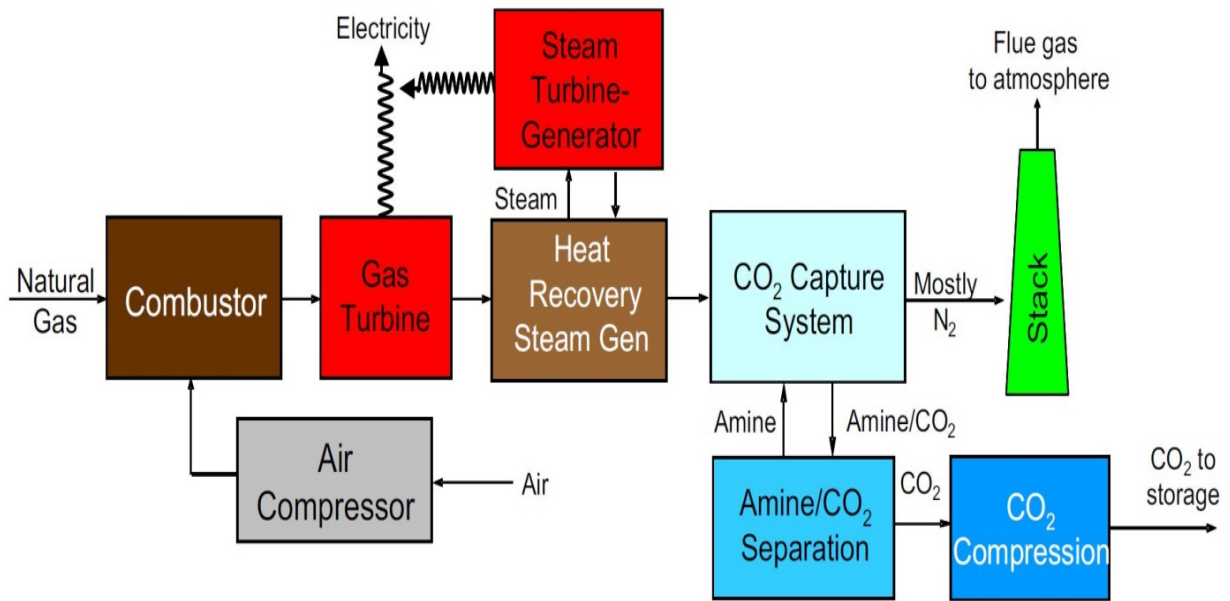 Electricity
Steam
Turbine-
Generator
Flue gas
to atmosphere
Steam
Natural
Gas
Combustor
Gas
Turbine
Heat
Recovery
Steam Gen
CO₂ Capture
System
Mostly
N₂
Stack
Air
Compressor
Air
Amine
Amine/CO₂
Amine/CO₂
Separation
CO₂
CO₂
Compression
CO₂ to
storage